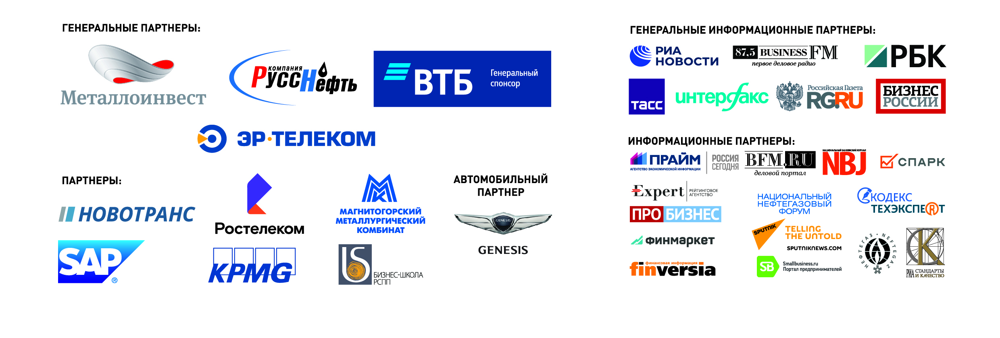 ГЕНЕРАЛЬНЫЕ ПАРТНЕРЫ:
Металлоинвест
компания
РуссНефть
ВТБ
Генеральный
спонсор
ЭР·ТЕЛЕКОМ
ПАРТНЕРЫ:
НОВОТРАНС
Ростелеком
ММК
МАГНИТОГОРСКИЙ
МЕТАЛЛУРГИЧЕСКИЙ
КОМБИНАТ
SAP®
KPMG
БИЗНЕС-ШКОЛА
РСПП
АВТОМОБИЛЬНЫЙ
ПАРТНЕР
GENESIS
GENESIS
ГЕНЕРАЛЬНЫЕ ИНФОРМАЦИОННЫЕ ПАРТНЕРЫ:
РИА
НОВОСТИ
87,5 BUSINESS FM
первое деловое радио
РБК
ТАСС
интерфакс
Российская Газета
RG.RU
БИЗНЕС
РОССИИ
ИНФОРМАЦИОННЫЕ ПАРТНЕРЫ:
ПРАЙМ
АГЕНТСТВО ЭКОНОМИЧЕСКОЙ ИНФОРМАЦИИ
РОССИЯ
СЕГОДНЯ
BFM.RU
деловой портал
НАЦИОНАЛЬНЫЙ БАНКОВСКИЙ ЖУРНАЛ
NBJ
СПАРК
Expert
РЕЙТИНГОВОЕ
АГЕНТСТВО
НАЦИОНАЛЬНЫЙ
НЕФТЕГАЗОВЫЙ
ФОРУМ
КОДЕКС
ТЕХЭКСПЕRТ
ПРО БИЗНЕС
SPUTNIK
TELLING
THE UNTOLD
SPUTNIKNEWS.COM
финмаркет
финансовая информация
finversia
SB
Smallbusiness.ru
Портал предпринимателей
НЕФТЕГАЗ · NEFTEGAZ
РИА СТАНДАРТЫ
И КАЧЕСТВО